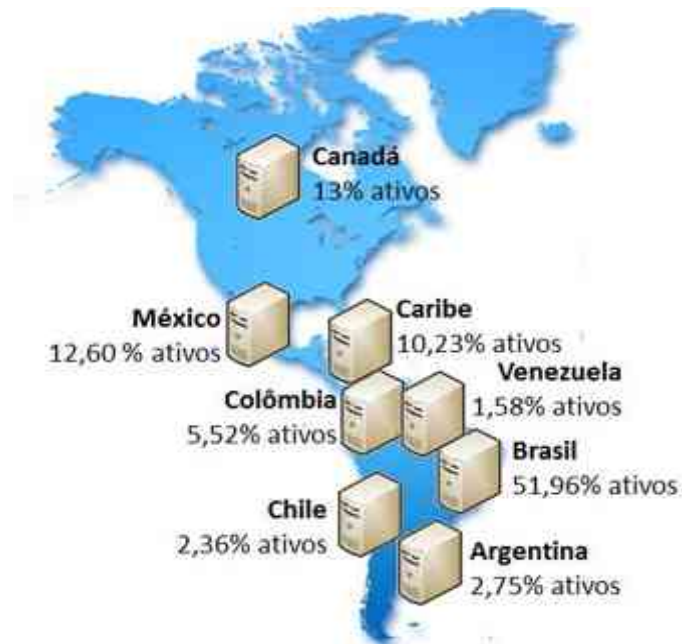 Canadá
13% ativos
México
12,60 % ativos
Caribe
10,23% ativos
Venezuela
1,58% ativos
Colômbia
5,52% ativos
Brasil
51,96% ativos
Chile
2,36% ativos
Argentina
2,75% ativos